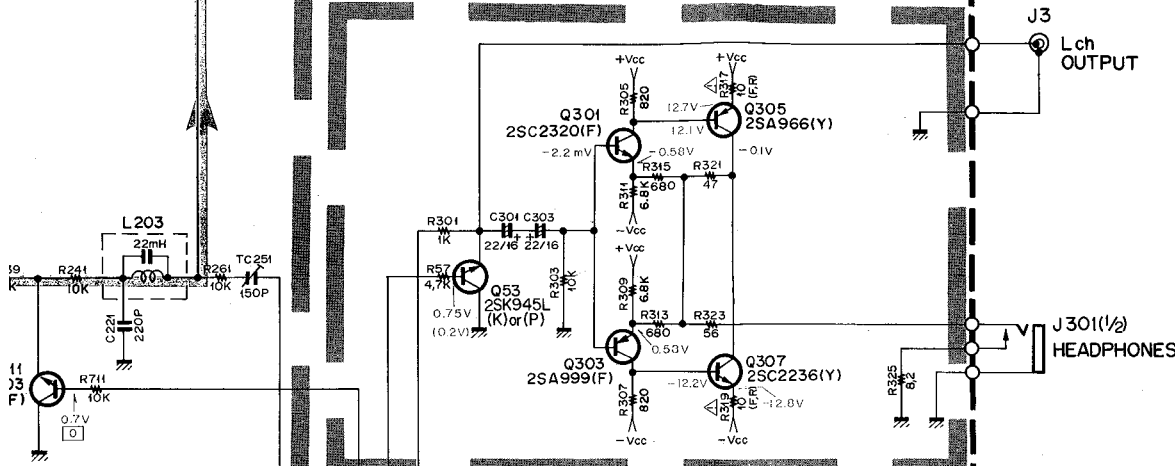 J3
Lch
OUTPUT
+Vcc
+Vcc
R305
820
R317
10
(F,R)
12.7V
Q301
2SC2320(F)
Q305
2SA966(Y)
12.1V
-2.2mV
-0.58V
-0.1V
R315
680
R321
47
R311
6.8K
-Vcc
L203
22mH
R301
1K
C301
22/16
C303
22/16
+
+
+Vcc
R241
10K
R261
10K
TC251
150P
R57
4,7K
Q53
2SK945L
(K)or(P)
R303
10K
R309
6.8K
0.75V
(0.2V)
C221
220P
R313
680
R323
56
J301(1/2)
HEADPHONES
0.53V
Q303
2SA999(F)
Q307
2SC2236(Y)
R325
8,2
-12.2V
R711
10K
R307
820
R319
10
(F,R)
-12.8V
0.7V
0
-Vcc
-Vcc